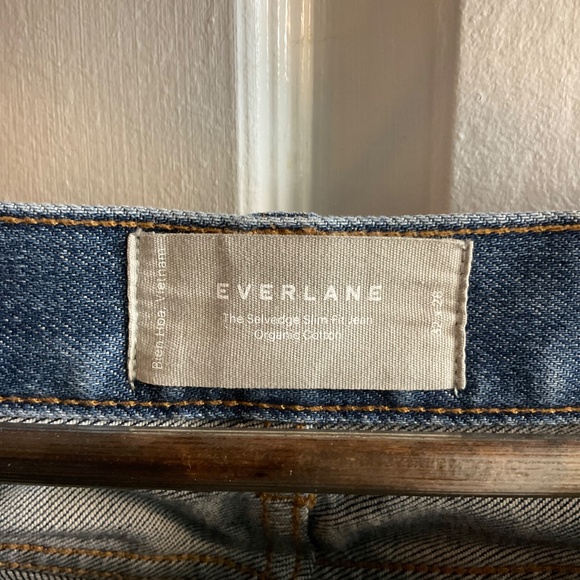 EVERLANE
The Selvedge Slim Fit Jean
Organic Cotton
Bien Hoa, Vietnam